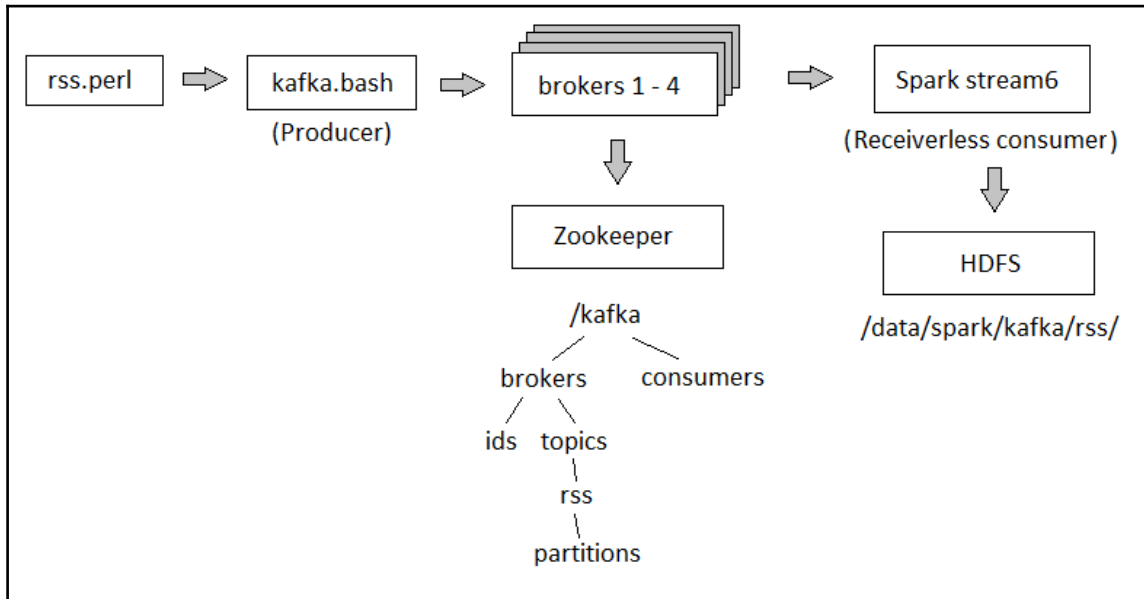 rss.perl
kafka.bash
(Producer)
brokers 1 - 4
Spark stream6
(Receiverless consumer)
Zookeeper
HDFS
/data/spark/kafka/rss/
/kafka
brokers
consumers
ids
topics
rss
partitions